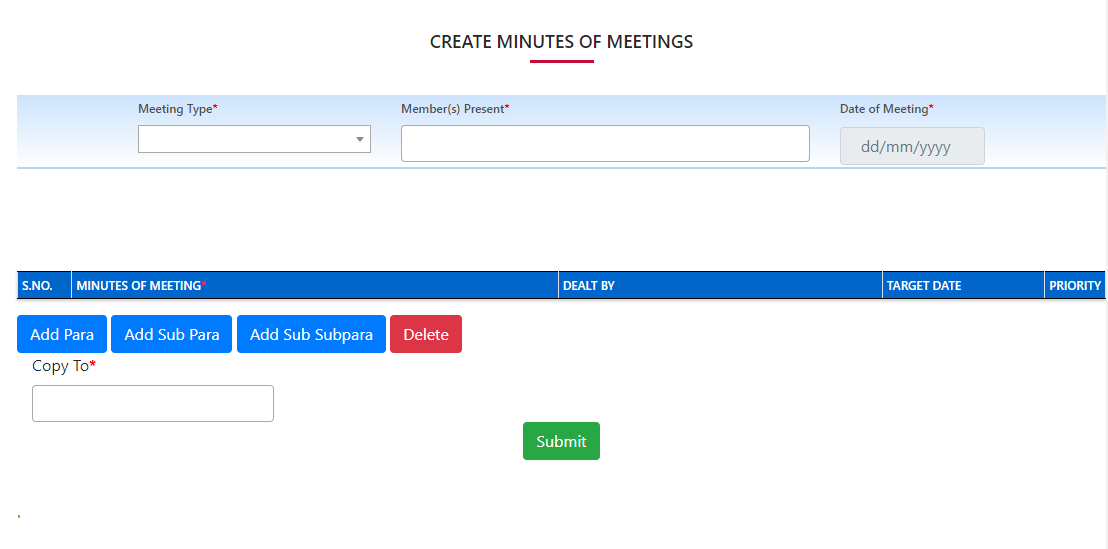 CREATE MINUTES OF MEETINGS
Meeting Type* Member(s) Present* Date of Meeting*
dd/mm/yyyy
S.NO. MINUTES OF MEETING* DEALT BY TARGET DATE PRIORITY
Add Para Add Sub Para Add Sub Subpara Delete
Copy To*
Submit